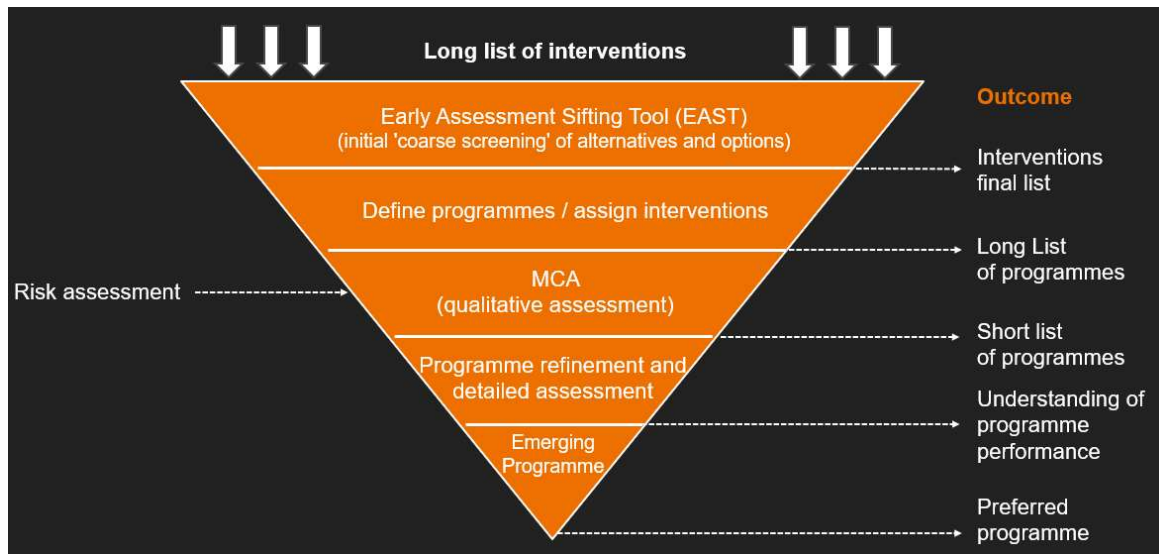 Long list of interventions
Outcome
Early Assessment Sifting Tool (EAST)
(initial 'coarse screening' of alternatives and options)
Interventions
final list
Define programmes / assign interventions
Long List
of programmes
Risk assessment
MCA
(qualitative assessment)
Short list
of programmes
Programme refinement and
detailed assessment
Understanding of
programme
performance
Emerging
Programme
Preferred
programme